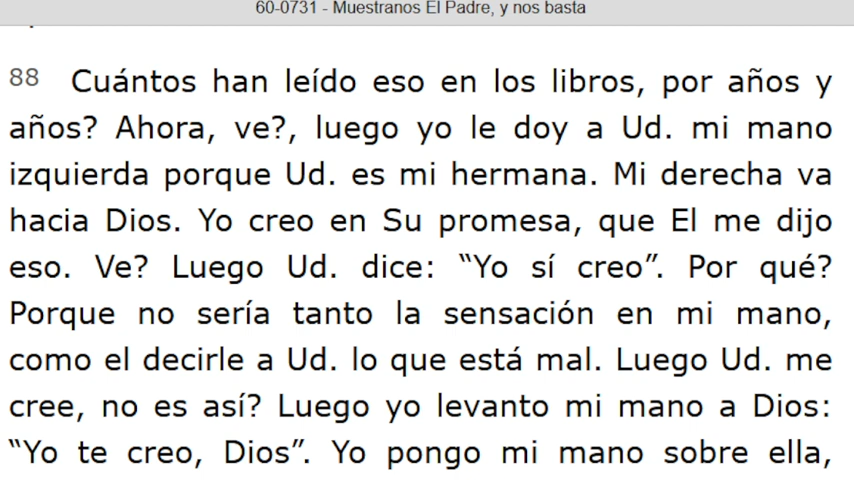 60-0731 - Muestranos El Padre, y nos basta
88 Cuántos han leído eso en los libros, por años y
años? Ahora, ve?, luego yo le doy a Ud. mi mano
izquierda porque Ud. es mi hermana. Mi derecha va
hacia Dios. Yo creo en Su promesa, que El me dijo
eso. Ve? Luego Ud. dice: “Yo sí creo”. Por qué?
Porque no sería tanto la sensación en mi mano,
como el decirle a Ud. lo que está mal. Luego Ud. me
cree, no es así? Luego yo levanto mi mano a Dios:
“Yo te creo, Dios”. Yo pongo mi mano sobre ella,